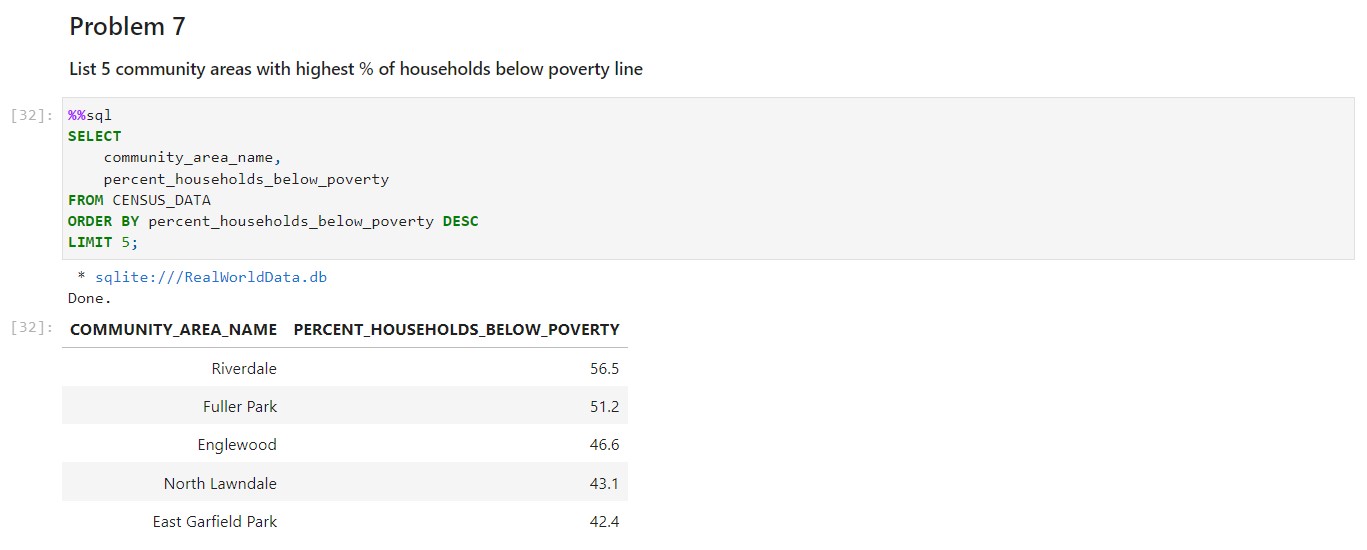 Problem 7
List 5 community areas with highest % of households below poverty line
[32]: %%sql
SELECT
    community_area_name,
    percent_households_below_poverty
FROM CENSUS_DATA
ORDER BY percent_households_below_poverty DESC
LIMIT 5;
* sqlite:///RealWorldData.db
Done.
[32]: COMMUNITY_AREA_NAME PERCENT_HOUSEHOLDS_BELOW_POVERTY
Riverdale 56.5
Fuller Park 51.2
Englewood 46.6
North Lawndale 43.1
East Garfield Park 42.4